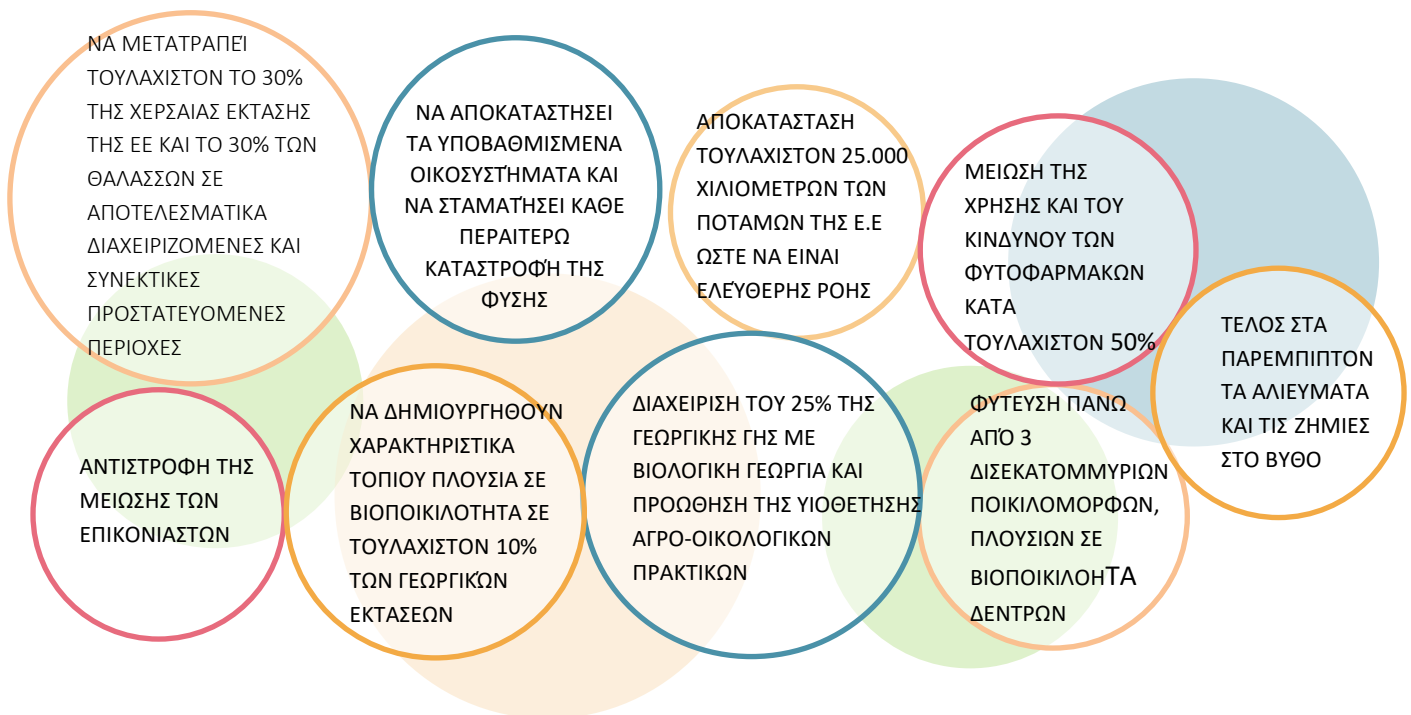 ΝΑ ΜΕΤΑΤΡΑΠΕΊ
ΤΟΥΛΑΧΙΣΤΟΝ ΤΟ 30%
ΤΗΣ ΧΕΡΣΑΙΑΣ ΕΚΤΑΣΗΣ
ΤΗΣ ΕΕ ΚΑΙ ΤΟ 30% ΤΩΝ
ΘΑΛΑΣΣΩΝ ΣΕ
ΑΠΟΤΕΛΕΣΜΑΤΙΚΑ
ΔΙΑΧΕΙΡΙΖΟΜΕΝΕΣ ΚΑΙ
ΣΥΝΕΚΤΙΚΕΣ
ΠΡΟΣΤΑΤΕΥΟΜΕΝΕΣ
ΠΕΡΙΟΧΕΣ
ΝΑ ΑΠΟΚΑΤΑΣΤΗΣΕΙ
ΤΑ ΥΠΟΒΑΘΜΙΣΜΕΝΑ
ΟΙΚΟΣΥΣΤΉΜΑΤΑ ΚΑΙ
ΝΑ ΣΤΑΜΑΤΉΣΕΙ ΚΑΘΕ
ΠΕΡΑΙΤΕΡΩ
ΚΑΤΑΣΤΡΟΦΉ ΤΗΣ
ΦΥΣΗΣ
ΑΠΟΚΑΤΑΣΤΑΣΗ
ΤΟΥΛΑΧΙΣΤΟΝ 25.000
ΧΙΛΙΟΜΕΤΡΩΝ ΤΩΝ
ΠΟΤΑΜΩΝ ΤΗΣ Ε.Ε
ΩΣΤΕ ΝΑ ΕΙΝΑΙ
ΕΛΕΎΘΕΡΗΣ ΡΟΗΣ
ΜΕΙΩΣΗ ΤΗΣ
ΧΡΗΣΗΣ ΚΑΙ ΤΟΥ
ΚΙΝΔΥΝΟΥ ΤΩΝ
ΦΥΤΟΦΑΡΜΑΚΩΝ
ΚΑΤΑ
ΤΟΥΛΑΧΙΣΤΟΝ 50%
ΤΕΛΟΣ ΣΤΑ
ΠΑΡΕΜΠΙΠΤΟΝ
ΤΑ ΑΛΙΕΥΜΑΤΑ
ΚΑΙ ΤΙΣ ΖΗΜΙΕΣ
ΣΤΟ ΒΥΘΟ
ΑΝΤΙΣΤΡΟΦΗ ΤΗΣ
ΜΕΙΩΣΗΣ ΤΩΝ
ΕΠΙΚΟΝΙΑΣΤΩΝ
ΝΑ ΔΗΜΙΟΥΡΓΗΘΟΥΝ
ΧΑΡΑΚΤΗΡΙΣΤΙΚΑ
ΤΟΠΙΟΥ ΠΛΟΥΣΙΑ ΣΕ
ΒΙΟΠΟΙΚΙΛΟΤΗΤΑ ΣΕ
ΤΟΥΛΑΧΙΣΤΟΝ 10%
ΤΩΝ ΓΕΩΡΓΙΚΏΝ
ΕΚΤΑΣΕΩΝ
ΔΙΑΧΕΙΡΙΣΗ ΤΟΥ 25% ΤΗΣ
ΓΕΩΡΓΙΚΗΣ ΓΗΣ ΜΕ
ΒΙΟΛΟΓΙΚΗ ΓΕΩΡΓΙΑ ΚΑΙ
ΠΡΟΩΘΗΣΗ ΤΗΣ ΥΙΟΘΕΤΗΣΗΣ
ΑΓΡΟ-ΟΙΚΟΛΟΓΙΚΩΝ
ΠΡΑΚΤΙΚΩΝ
ΦΥΤΕΥΣΗ ΠΑΝΩ
ΑΠΌ 3
ΔΙΣΕΚΑΤΟΜΜΥΡΙΩΝ
ΠΟΙΚΙΛΟΜΟΡΦΩΝ,
ΠΛΟΥΣΙΩΝ ΣΕ
ΒΙΟΠΟΙΚΙΛΟΗΤΑ
ΔΕΝΤΡΩΝ